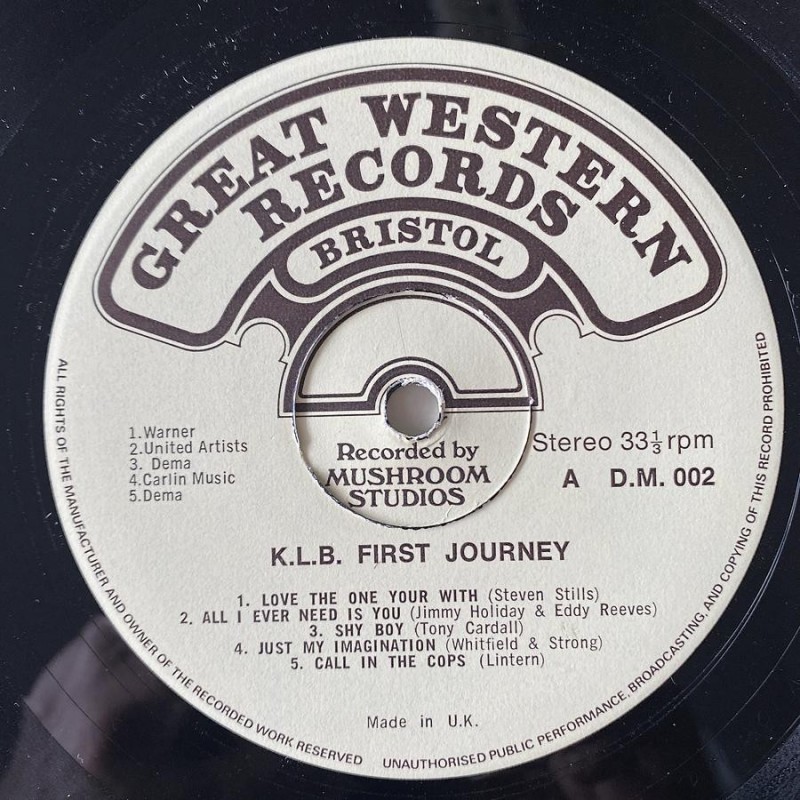 GREAT WESTERN
RECORDS
BRISTOL
1.Warner
2.United Artists
3. Dema
4.Carlin Music
5.Dema
Recorded by
MUSHROOM
STUDIOS
Stereo 33⅓rpm
A D.M. 002
K.L.B. FIRST JOURNEY
1. LOVE THE ONE YOUR WITH (Steven Stills)
2. ALL I EVER NEED IS YOU (Jimmy Holiday & Eddy Reeves)
3. SHY BOY (Tony Cardall)
4. JUST MY IMAGINATION (Whitfield & Strong)
5. CALL IN THE COPS (Lintern)
Made in U.K.
ALL RIGHTS OF THE MANUFACTURER AND OWNER OF THE RECORDED WORK RESERVED
UNAUTHORISED PUBLIC PERFORMANCE, BROADCASTING, AND COPYING OF THIS RECORD PROHIBITED